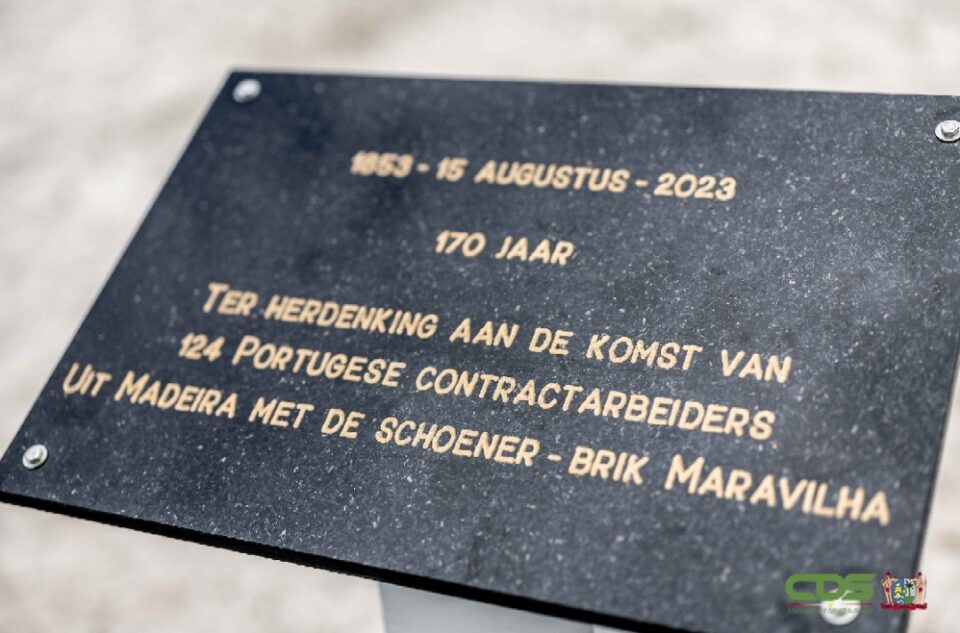 1853 - 15 AUGUSTUS - 2023
170 JAAR
TER HERDENKING AAN DE KOMST VAN
124 PORTUGESE CONTRACTARBEIDERS
UIT MADEIRA MET DE SCHOENER - BRIK MARAVILHA
CDS